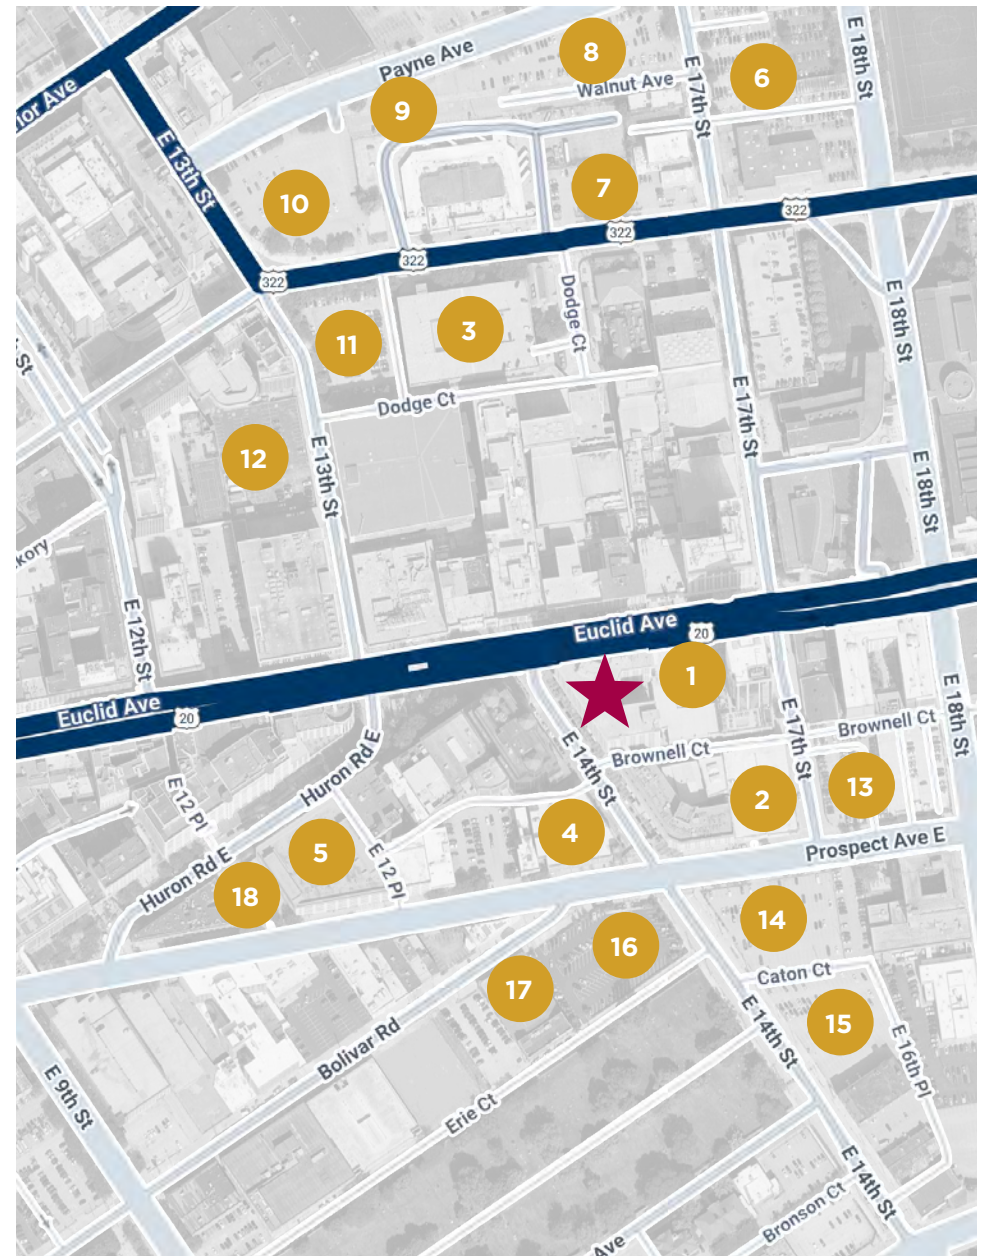 8
Payne Ave
E 17th St
E 18th St
6
Walnut Ave
9
E 13th St
10
7
322
322
322
322
11
3
Dodge Ct
E 18th St
St
Dodge Ct
E 17th St
12
E 13th St
E 18th St
E 12th St
Euclid Ave
20
1
Euclid Ave
20
E 17th St
Brownell Ct
E 18th St
Brownell Ct
Huron Rd E
E 14th St
E 12 Pl
2
13
4
5
E 12 Pl
Prospect Ave E
Huron Rd E
18
14
16
17
Caton Ct
15
E 14th St
E 16th Pl
Bolivar Rd
E 9th St
Erie Ct
E 14th St
Bronson Ct
Ave